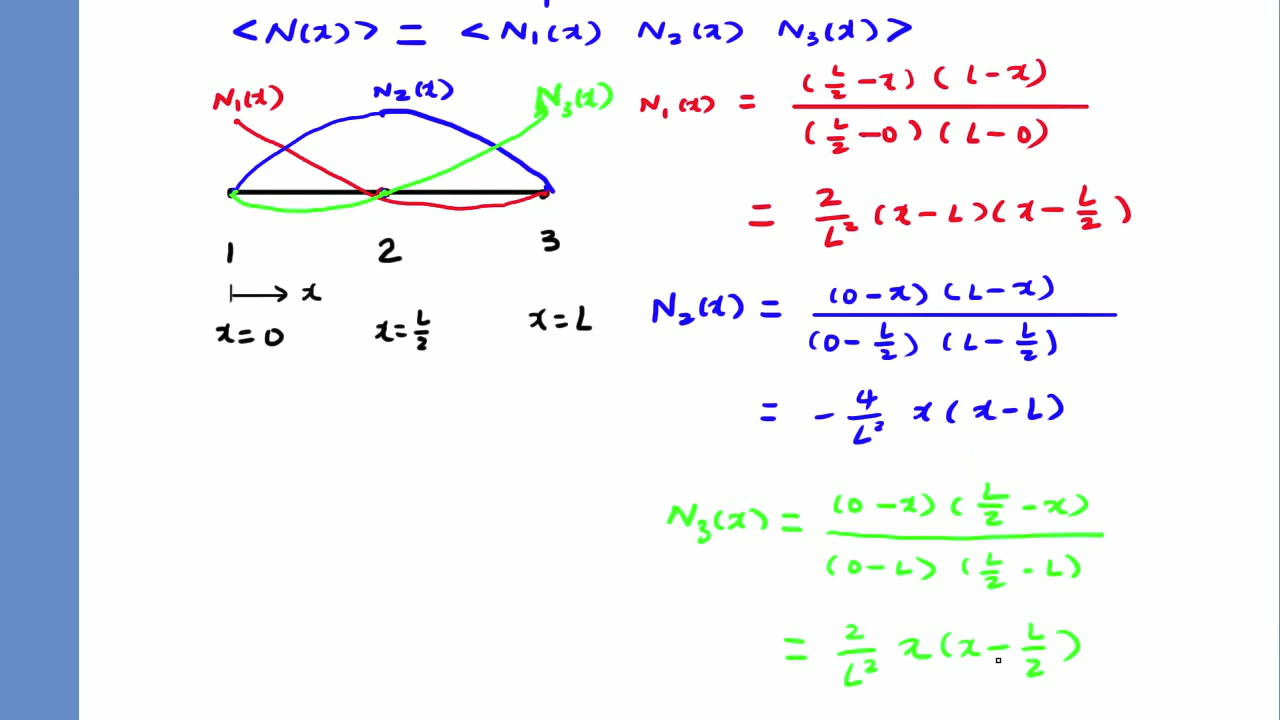 <N(x)> = <N₁(x) N₂(x) N₃(x)>
N₁(x) N₂(x) N₃(x)
1 2 3
x
x=0 x=L/2 x=L
N₁(x) = (L/2-x)(L-x) / (L/2-0)(L-0)
= 2/L² (x-L)(x-L/2)
N₂(x) = (0-x)(L-x) / (0-L/2)(L-L/2)
= -4/L² x(x-L)
N₃(x) = (0-x)(L/2-x) / (0-L)(L/2-L)
= 2/L² x(x-L/2)